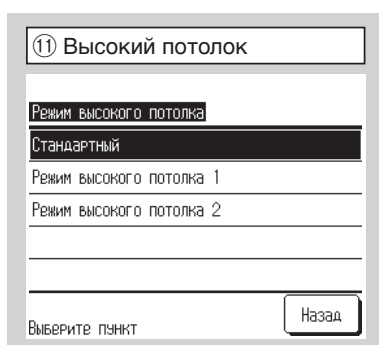 ⑪ Высокий потолок
Режим высокого потолка
Стандартный
Режим высокого потолка 1
Режим высокого потолка 2
Выберите пункт
Назад